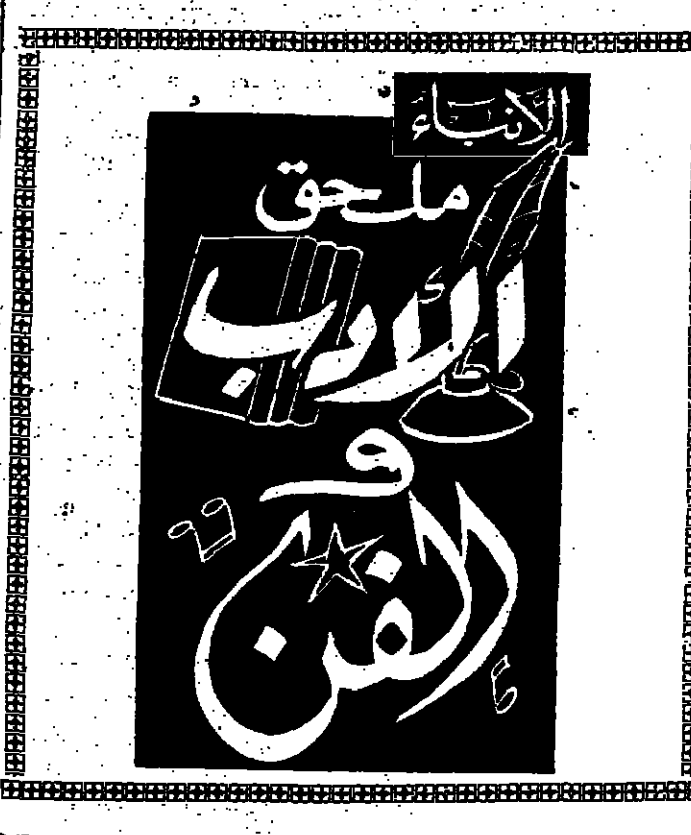 الأنباء
ملحق
الأدب
و
الفن